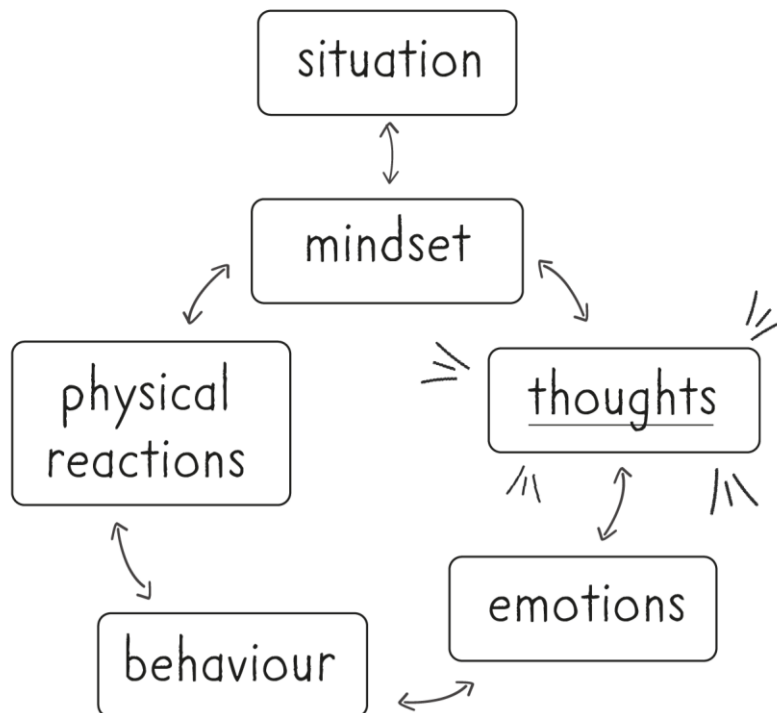 situation
mindset
physical
reactions
thoughts
emotions
behaviour